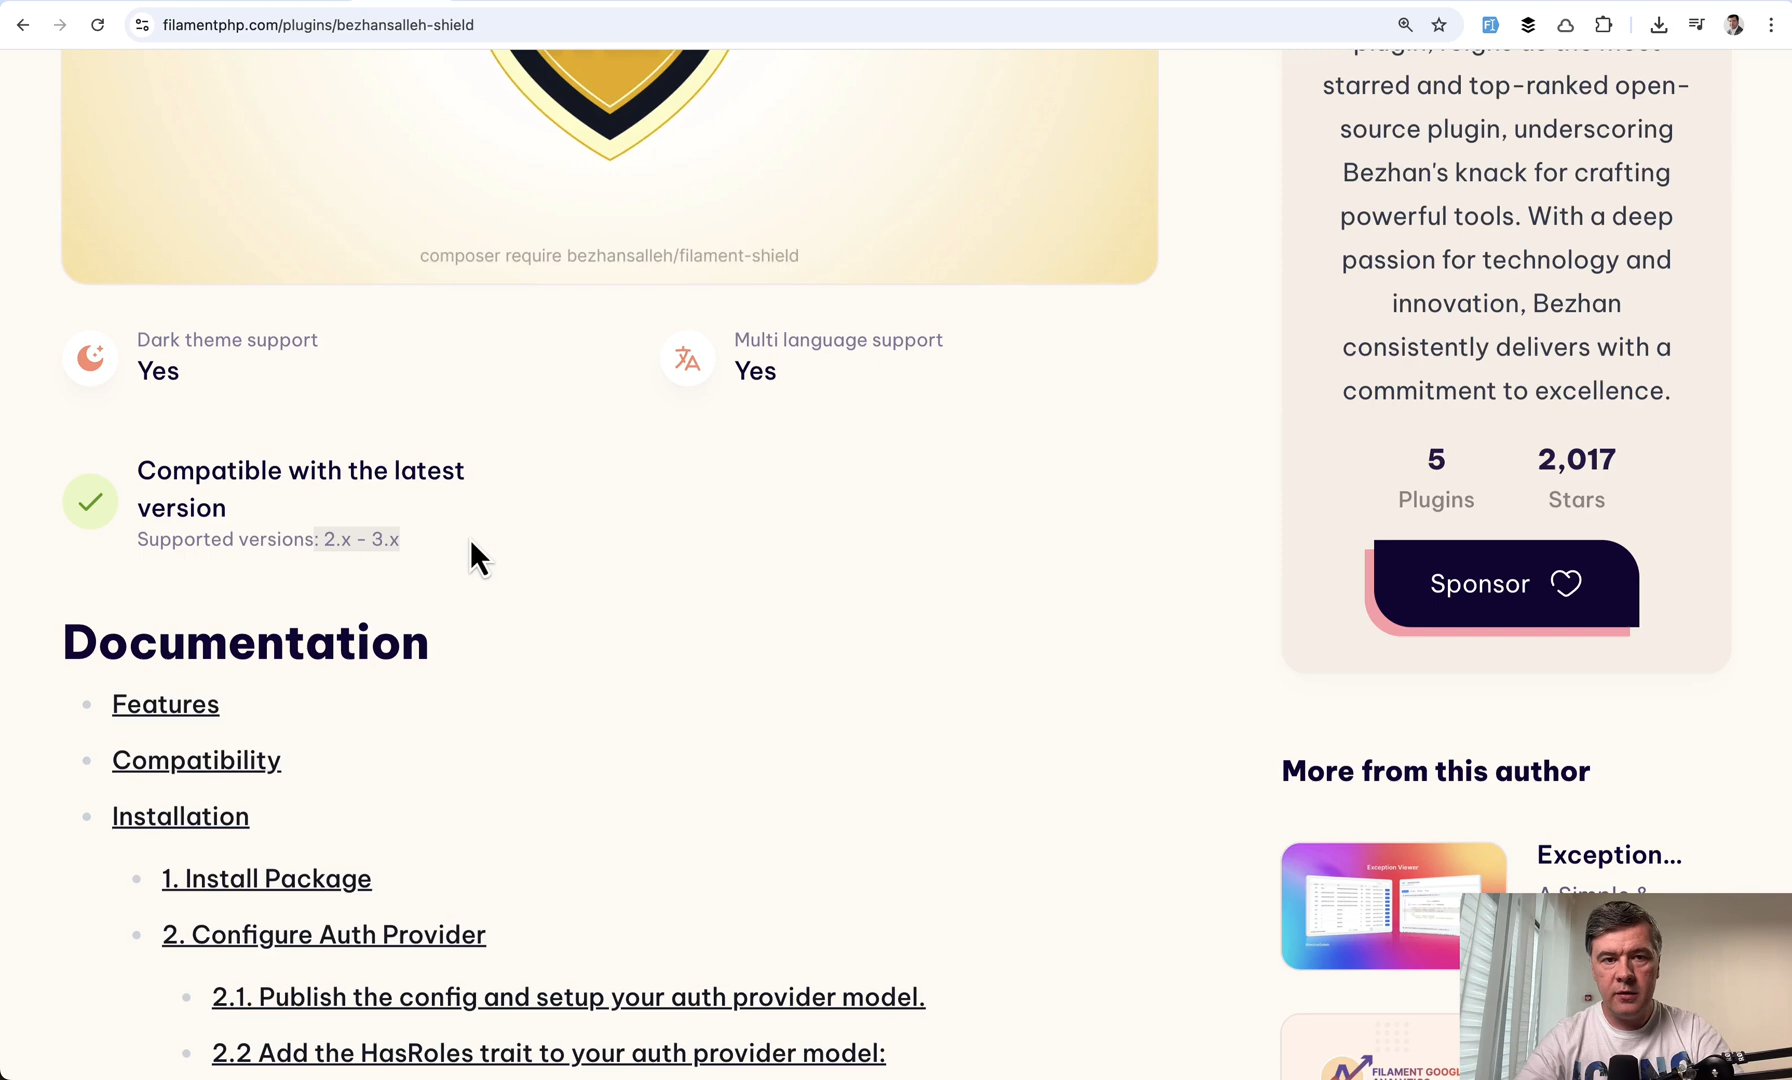 filamentphp.com/plugins/bezhansalleh-shield
composer require bezhansalleh/filament-shield
Dark theme support
Yes
Multi language support
Yes
Compatible with the latest
version
Supported versions: 2.x - 3.x
Documentation
Features
Compatibility
Installation
1. Install Package
2. Configure Auth Provider
2.1. Publish the config and setup your auth provider model.
2.2 Add the HasRoles trait to your auth provider model:
starred and top-ranked open-
source plugin, underscoring
Bezhan's knack for crafting
powerful tools. With a deep
passion for technology and
innovation, Bezhan
consistently delivers with a
commitment to excellence.
5
Plugins
2,017
Stars
Sponsor
More from this author
Exception Viewer
Exception...
A Simple &
FILAMENT GOOGL